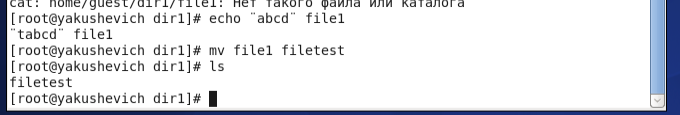 cat: home/guest/dir1/file1: Нет такого файла или каталога
[root@yakushevich dir1]# echo ¨abcd¨ file1
¨tabcd¨ file1
[root@yakushevich dir1]# mv file1 filetest
[root@yakushevich dir1]# ls
filetest
[root@yakushevich dir1]#